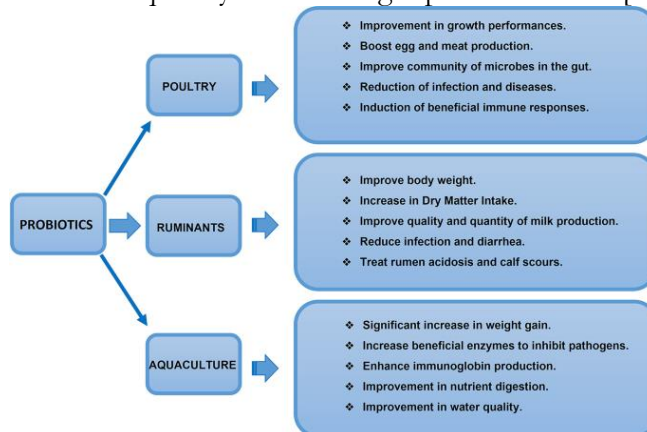 PROBIOTICS
POULTRY
❖ Improvement in growth performances.
❖ Boost egg and meat production.
❖ Improve community of microbes in the gut.
❖ Reduction of infection and diseases.
❖ Induction of beneficial immune responses.
RUMINANTS
❖ Improve body weight.
❖ Increase in Dry Matter Intake.
❖ Improve quality and quantity of milk production.
❖ Reduce infection and diarrhea.
❖ Treat rumen acidosis and calf scours.
AQUACULTURE
❖ Significant increase in weight gain.
❖ Increase beneficial enzymes to inhibit pathogens.
❖ Enhance immunoglobin production.
❖ Improvement in nutrient digestion.
❖ Improvement in water quality.